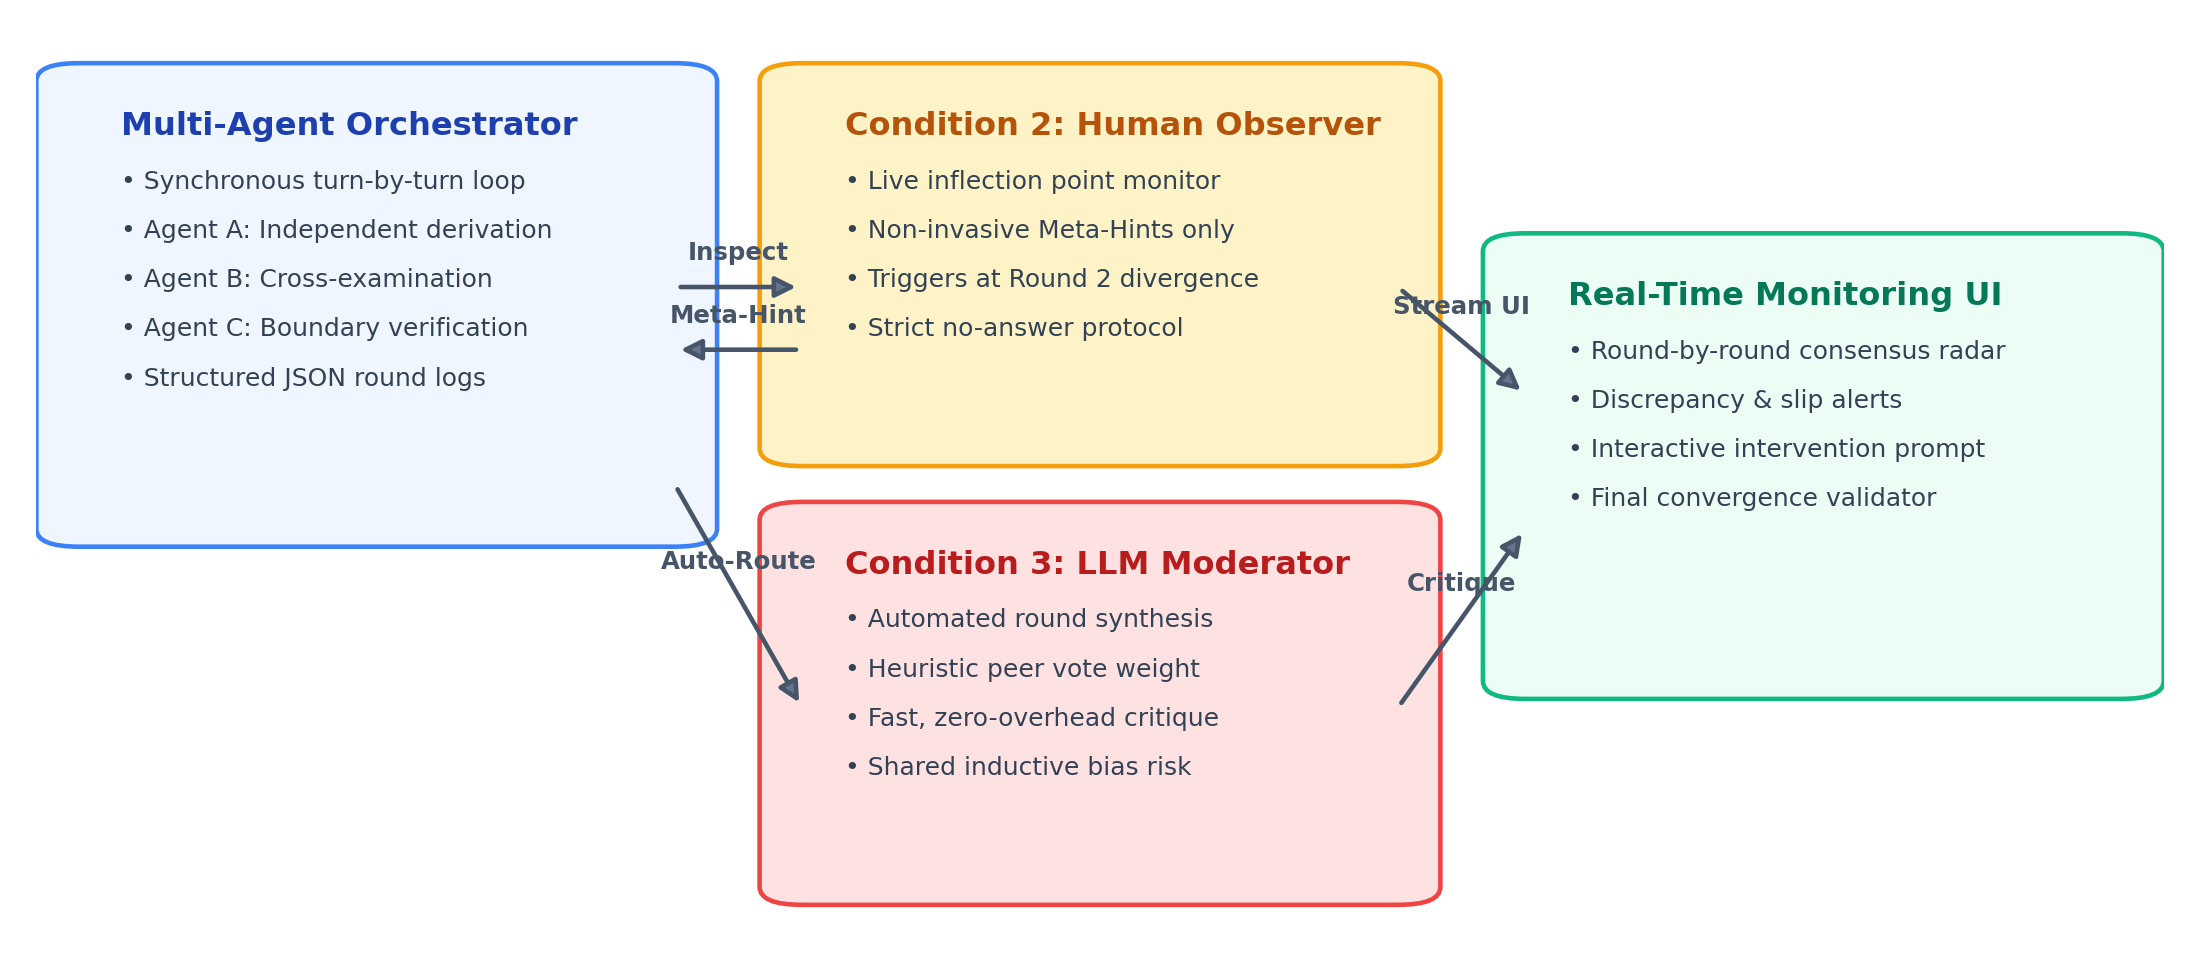 Multi-Agent Orchestrator
• Synchronous turn-by-turn loop
• Agent A: Independent derivation
• Agent B: Cross-examination
• Agent C: Boundary verification
• Structured JSON round logs
Inspect
Meta-Hint
Auto-Route
Condition 2: Human Observer
• Live inflection point monitor
• Non-invasive Meta-Hints only
• Triggers at Round 2 divergence
• Strict no-answer protocol
Condition 3: LLM Moderator
• Automated round synthesis
• Heuristic peer vote weight
• Fast, zero-overhead critique
• Shared inductive bias risk
Stream UI
Critique
Real-Time Monitoring UI
• Round-by-round consensus radar
• Discrepancy & slip alerts
• Interactive intervention prompt
• Final convergence validator